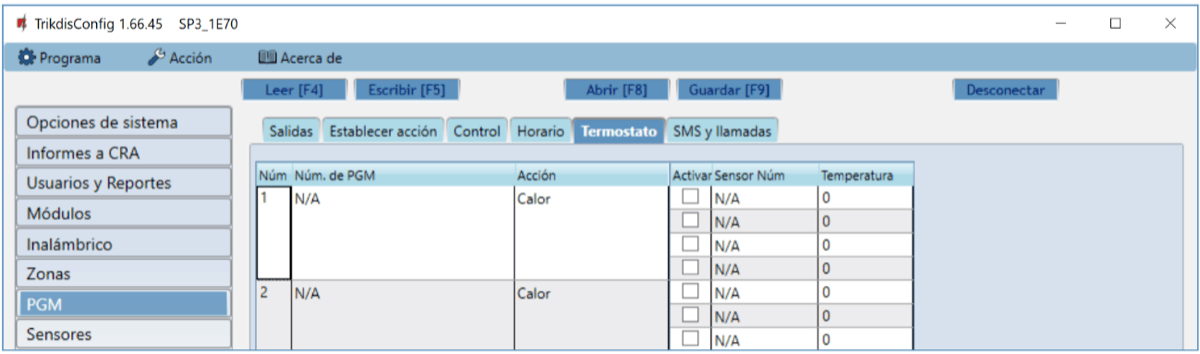 TrikdisConfig 1.66.45 SP3_1E70
Programa Acción Acerca de
Leer [F4] Escribir [F5] Abrir [F8] Guardar [F9] Desconectar
Opciones de sistema
Informes a CRA
Usuarios y Reportes
Módulos
Inalámbrico
Zonas
PGM
Sensores
Salidas Establecer acción Control Horario Termostato SMS y llamadas
Núm Núm. de PGM Acción Activar Sensor Núm Temperatura
1 N/A Calor N/A 0
N/A 0
N/A 0
N/A 0
2 N/A Calor N/A 0
N/A 0
N/A 0